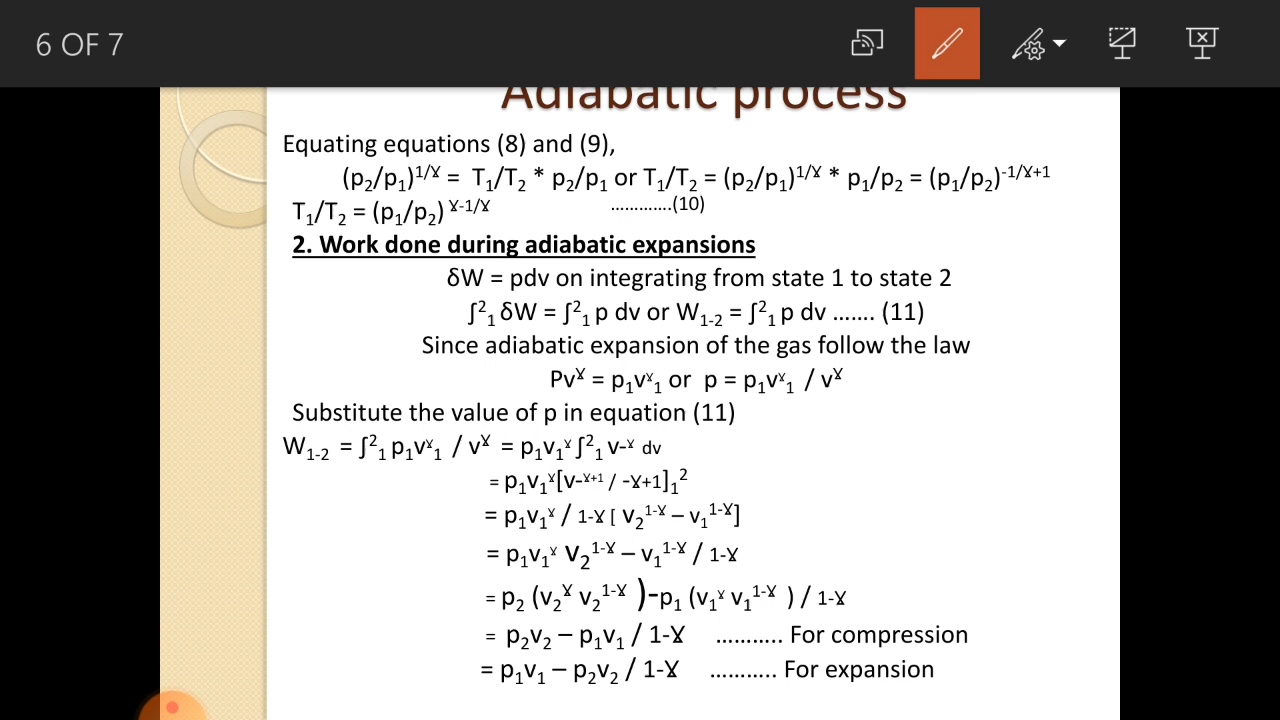 6 OF 7
Adiabatic process
Equating equations (8) and (9),
(p₂/p₁)¹/ɣ = T₁/T₂ * p₂/p₁ or T₁/T₂ = (p₂/p₁)¹/ɣ * p₁/p₂ = (p₁/p₂)⁻¹/ɣ⁺¹
T₁/T₂ = (p₁/p₂) ɣ⁻¹/ɣ ………….(10)
2. Work done during adiabatic expansions
δW = pdv on integrating from state 1 to state 2
∫²₁ δW = ∫²₁ p dv or W₁₋₂ = ∫²₁ p dv ……. (11)
Since adiabatic expansion of the gas follow the law
Pvɣ = p₁vɣ₁ or p = p₁vɣ₁ / vɣ
Substitute the value of p in equation (11)
W₁₋₂ = ∫²₁ p₁vɣ₁ / vɣ = p₁v₁ɣ ∫²₁ v-ɣ dv
= p₁v₁ɣ[v-ɣ⁺¹ / -ɣ+1]₁²
= p₁v₁ɣ / 1-ɣ [ v₂¹⁻ɣ – v₁¹⁻ɣ]
= p₁v₁ɣ v₂¹⁻ɣ – v₁¹⁻ɣ / 1-ɣ
= p₂ (v₂ɣ v₂¹⁻ɣ )-p₁ (v₁ɣ v₁¹⁻ɣ ) / 1-ɣ
= p₂v₂ – p₁v₁ / 1-ɣ ……….. For compression
= p₁v₁ – p₂v₂ / 1-ɣ ……….. For expansion